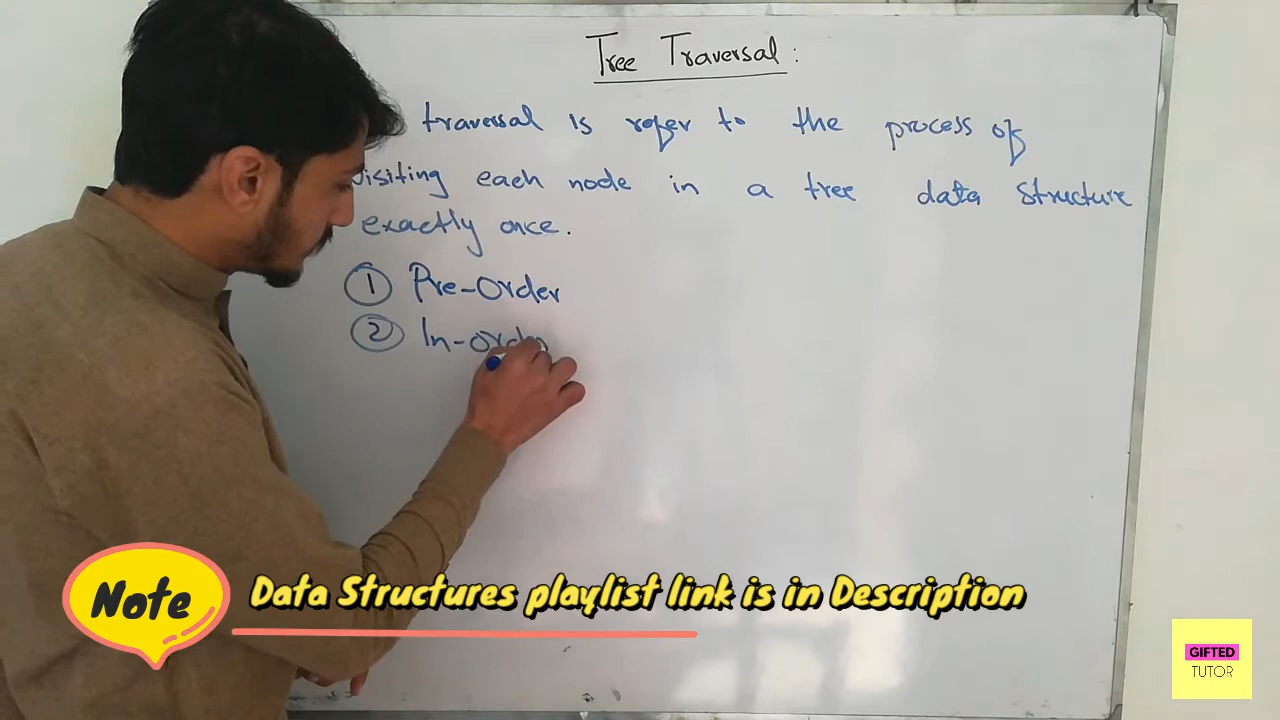 Tree Traversal:
traversal is refer to the process of
visiting each node in a tree data structure
exactly once.
① Pre-Order
② In-order
Note
Data Structures playlist link is in Description
GIFTED
TUTOR